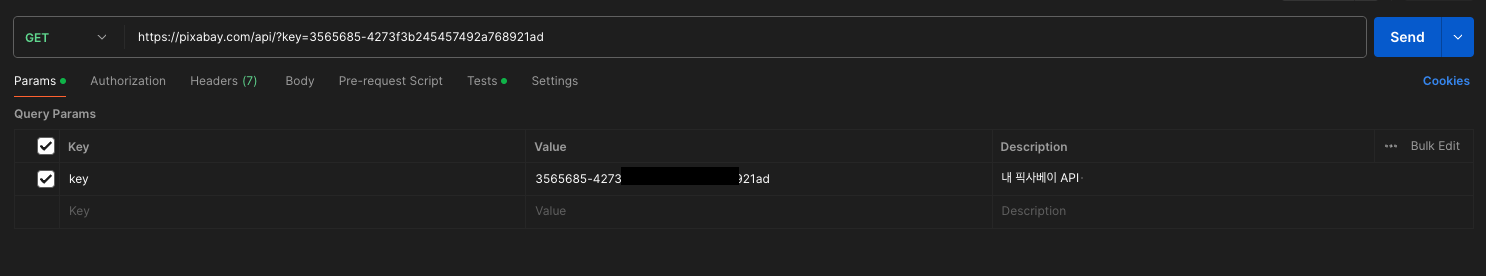 GET https://pixabay.com/api/?key=3565685-4273f3b245457492a768921ad Send
Params Authorization Headers (7) Body Pre-request Script Tests Settings Cookies
Query Params
Key Value Description Bulk Edit
key 3565685-4273 921ad 내 픽사베이 API
Key Value Description